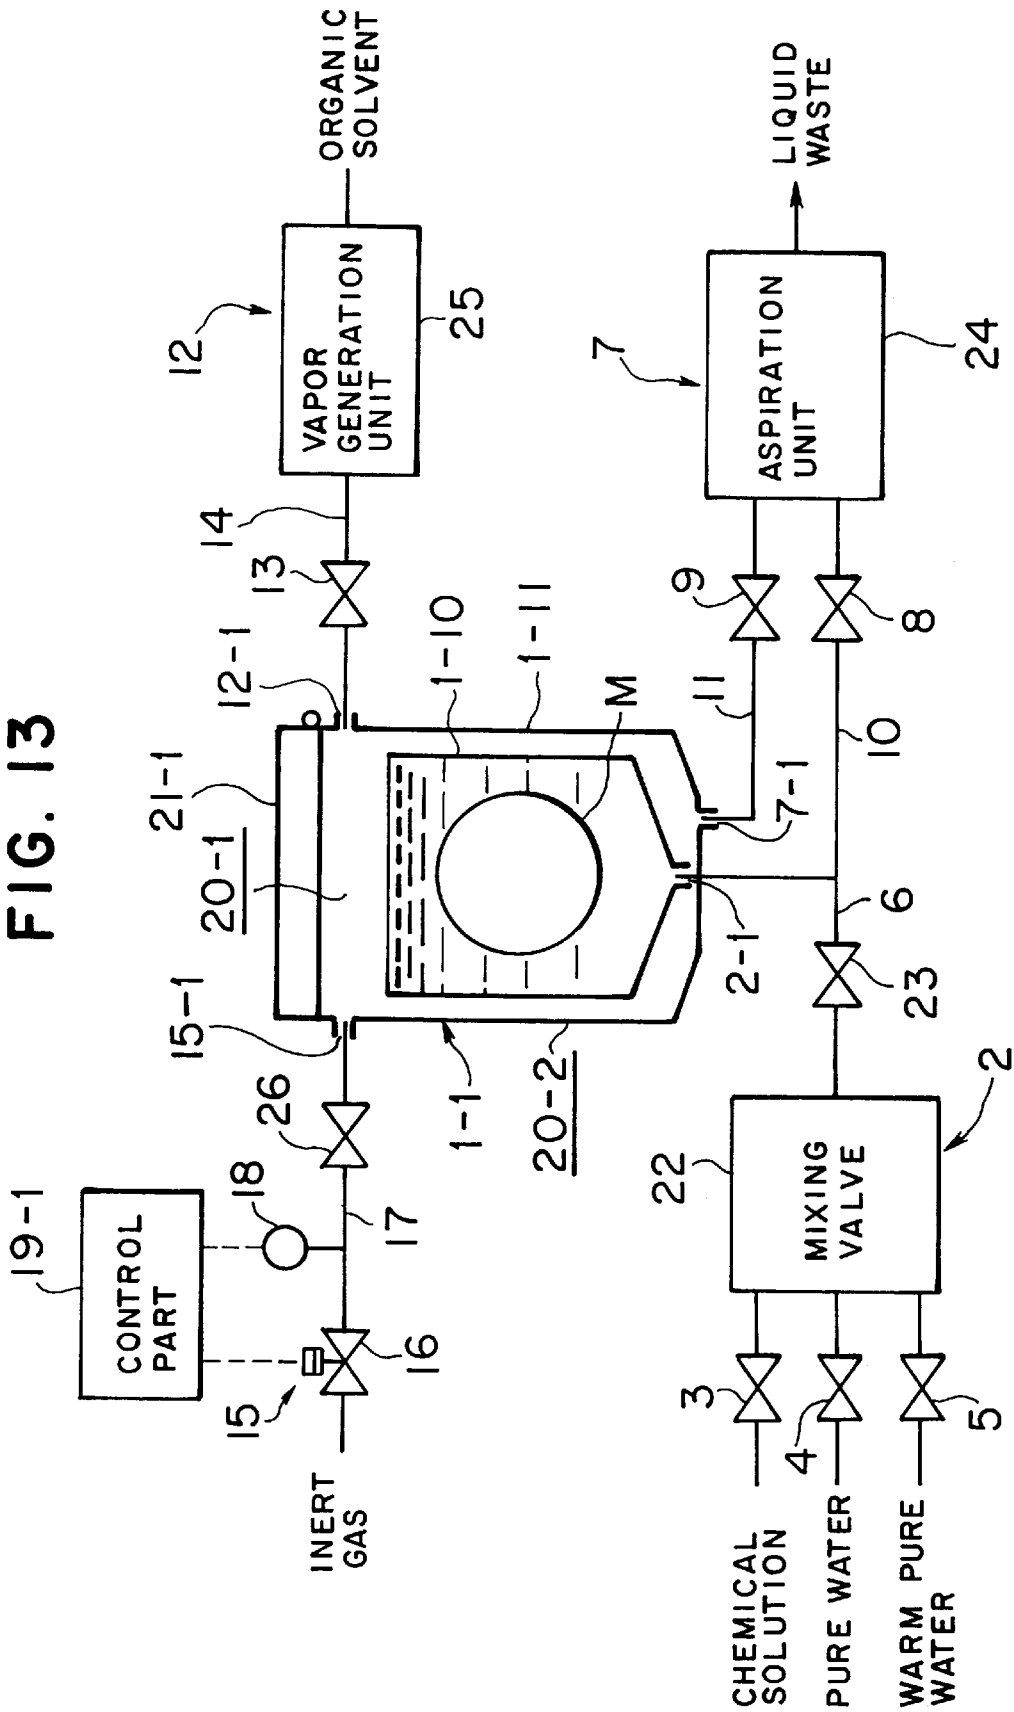 FIG. 13
19-1
CONTROL
PART
15
18
26
15-1
20-1
21-1
12-1
13
14
12
VAPOR
GENERATION
UNIT
25
ORGANIC
SOLVENT
INERT
GAS
16
17
1-1
20-2
1-10
1-11
M
2-1
7-1
11
9
7
ASPIRATION
UNIT
24
LIQUID
WASTE
8
10
6
23
22
MIXING
VALVE
2
3
4
5
CHEMICAL
SOLUTION
PURE WATER
WARM PURE
WATER